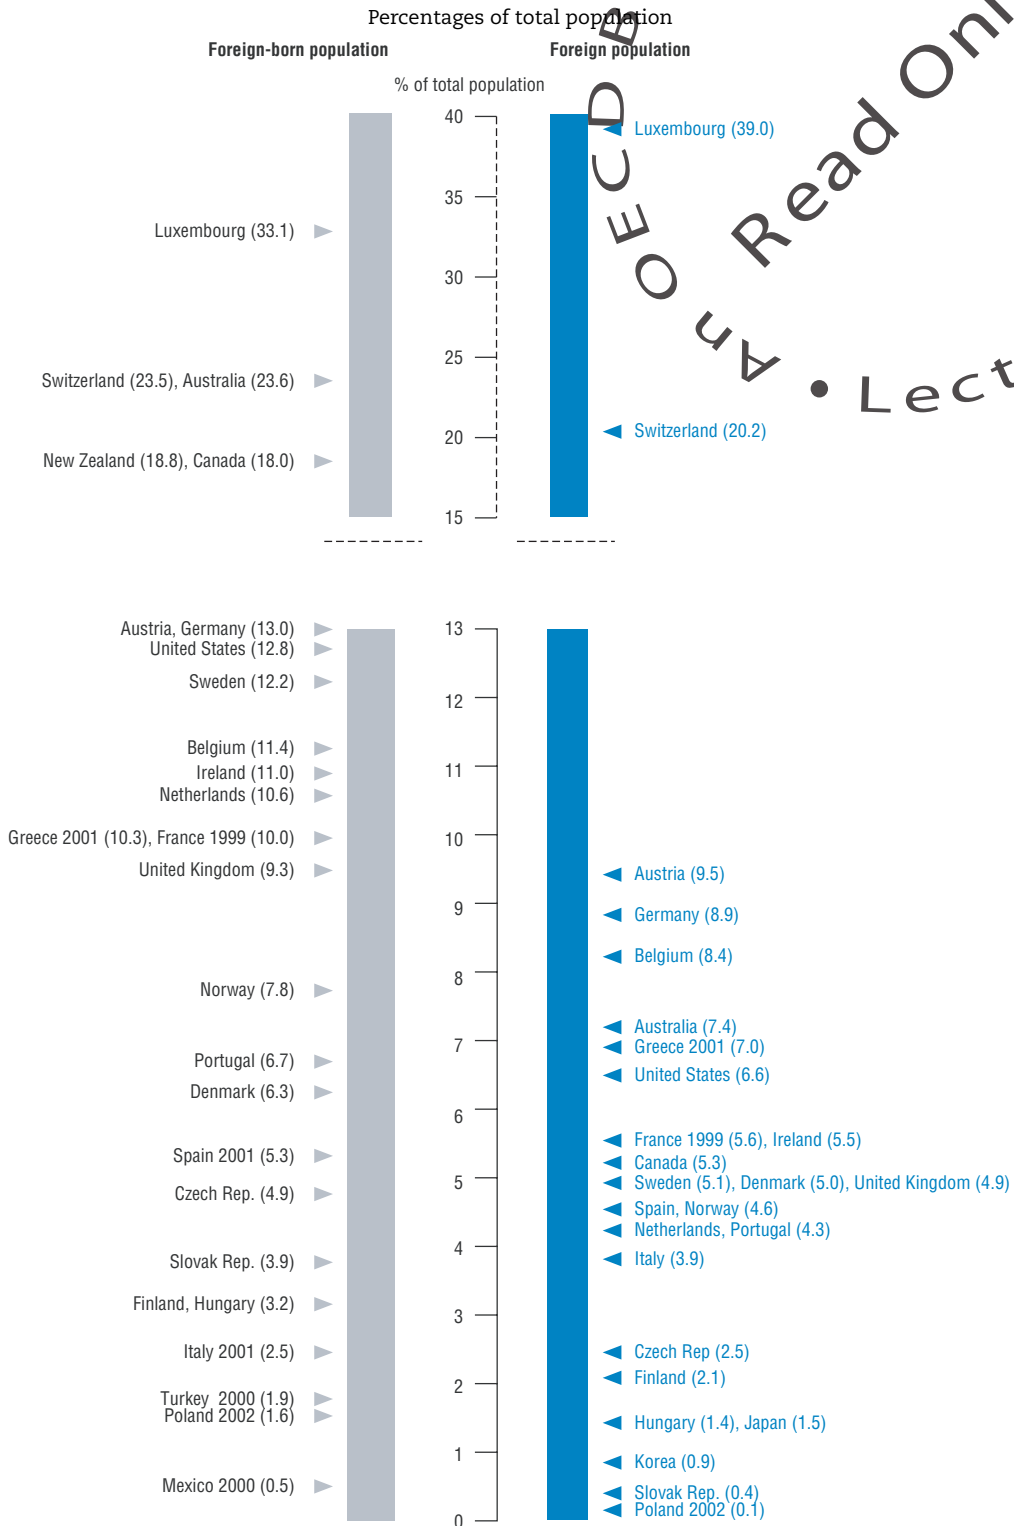 Percentages of total population
Foreign-born population
Foreign population
% of total population
40
35
30
25
20
15
Luxembourg (33.1)
Switzerland (23.5), Australia (23.6)
New Zealand (18.8), Canada (18.0)
Luxembourg (39.0)
Switzerland (20.2)
13
12
11
10
9
8
7
6
5
4
3
2
1
0
Austria, Germany (13.0)
United States (12.8)
Sweden (12.2)
Belgium (11.4)
Ireland (11.0)
Netherlands (10.6)
Greece 2001 (10.3), France 1999 (10.0)
United Kingdom (9.3)
Norway (7.8)
Portugal (6.7)
Denmark (6.3)
Spain 2001 (5.3)
Czech Rep. (4.9)
Slovak Rep. (3.9)
Finland, Hungary (3.2)
Italy 2001 (2.5)
Turkey 2000 (1.9)
Poland 2002 (1.6)
Mexico 2000 (0.5)
Austria (9.5)
Germany (8.9)
Belgium (8.4)
Australia (7.4)
Greece 2001 (7.0)
United States (6.6)
France 1999 (5.6), Ireland (5.5)
Canada (5.3)
Sweden (5.1), Denmark (5.0), United Kingdom (4.9)
Spain, Norway (4.6)
Netherlands, Portugal (4.3)
Italy (3.9)
Czech Rep (2.5)
Finland (2.1)
Hungary (1.4), Japan (1.5)
Korea (0.9)
Slovak Rep. (0.4)
Poland 2002 (0.1)
An OECD B
Read Onl
• Lect